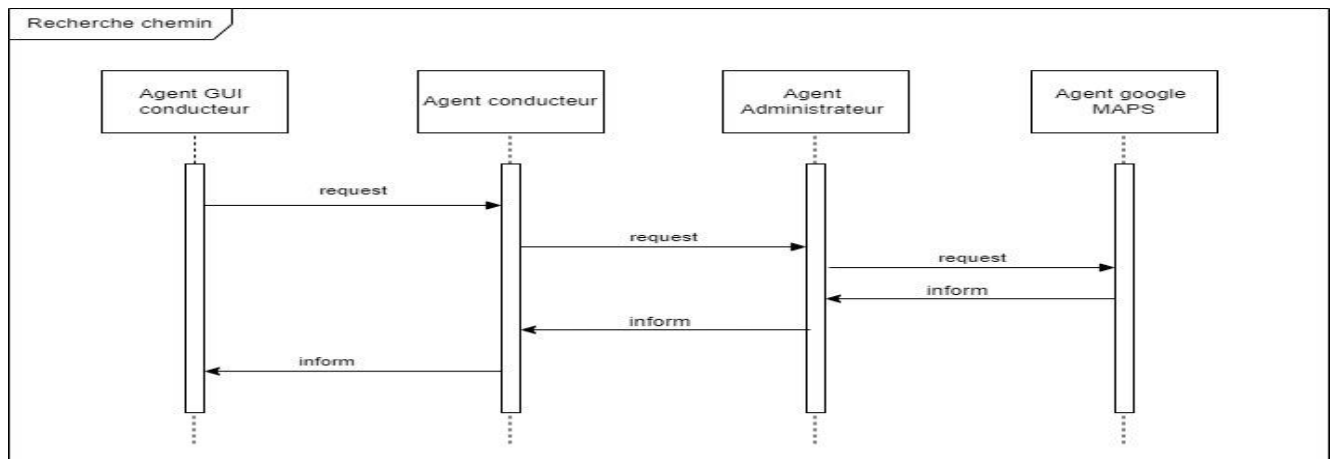 Recherche chemin
Agent GUI
conducteur
Agent conducteur
Agent
Administrateur
Agent google
MAPS
request
request
request
inform
inform
inform